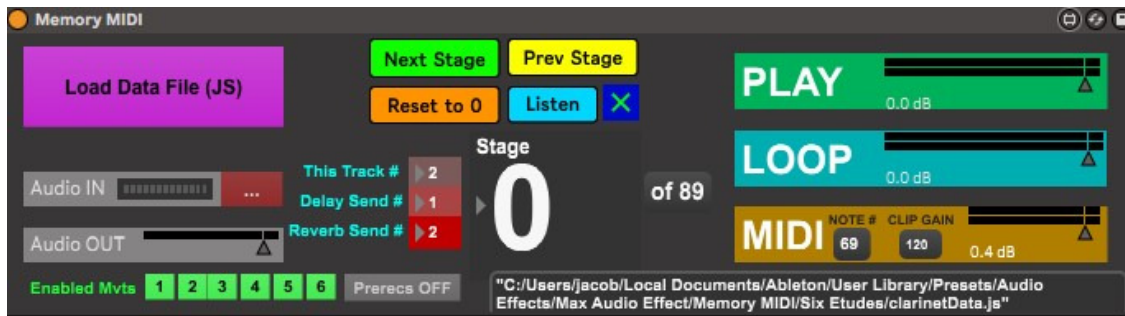 Memory MIDI
Load Data File (JS)
Next Stage
Prev Stage
Reset to 0
Listen
PLAY
0.0 dB
Stage
0
of 89
LOOP
0.0 dB
Audio IN
...
This Track #
2
Delay Send #
1
Reverb Send #
2
Audio OUT
MIDI
NOTE #
69
CLIP GAIN
120
0.4 dB
Enabled Mvts
1 2 3 4 5 6
Prerecs OFF
"C:/Users/jacob/Local Documents/Ableton/User Library/Presets/Audio
Effects/Max Audio Effect/Memory MIDI/Six Etudes/clarinetData.js"